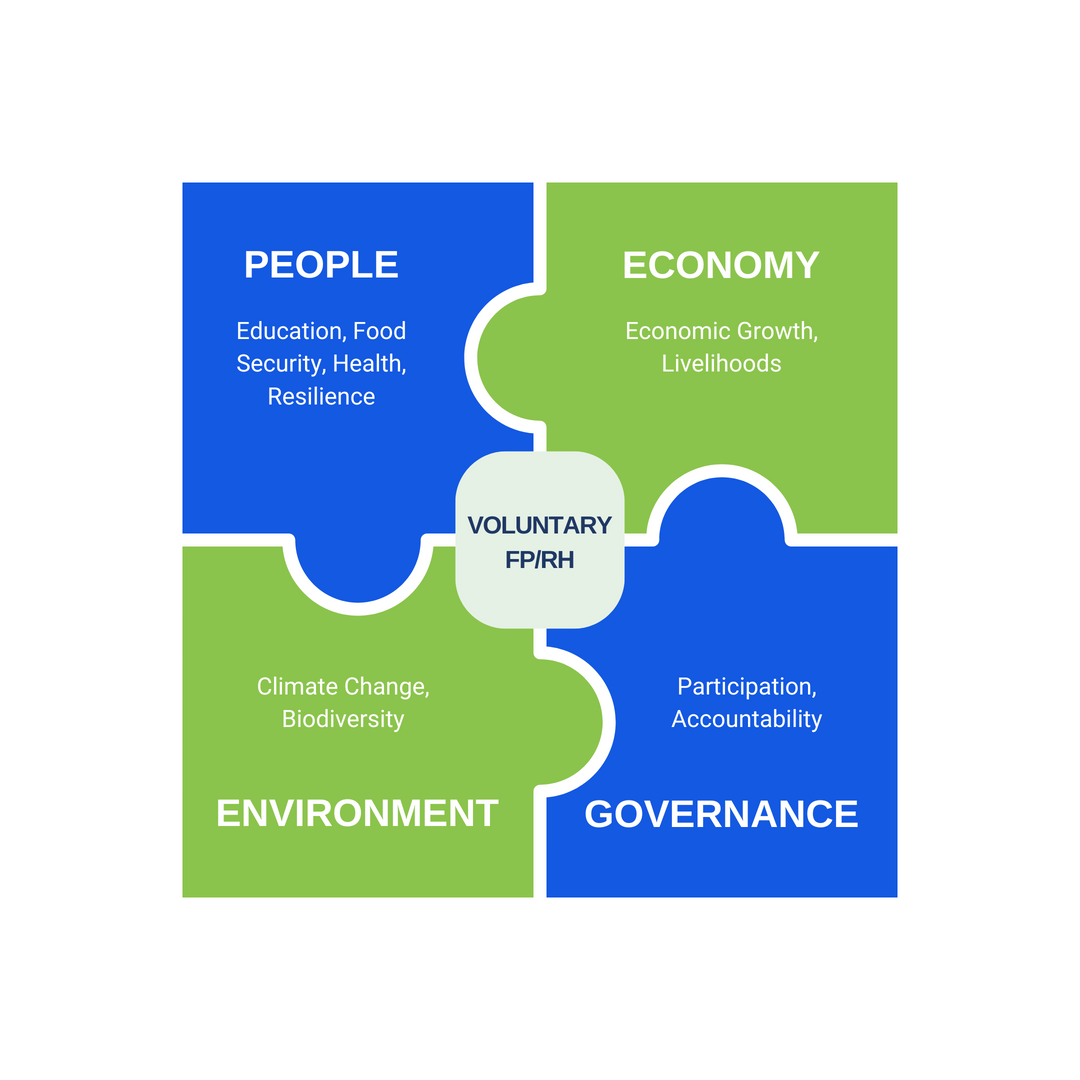 PEOPLE
Education, Food
Security, Health,
Resilience
ECONOMY
Economic Growth,
Livelihoods
VOLUNTARY
FP/RH
Climate Change,
Biodiversity
ENVIRONMENT
Participation,
Accountability
GOVERNANCE